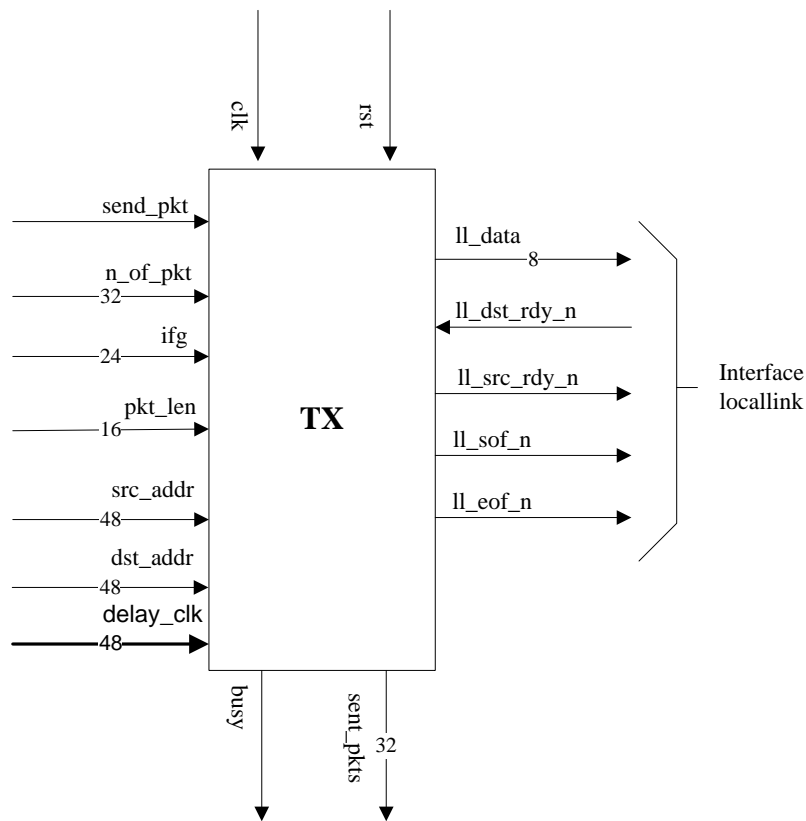 clk
rst
send_pkt
n_of_pkt
32
ifg
24
pkt_len
16
src_addr
48
dst_addr
48
delay_clk
48
TX
ll_data
8
ll_dst_rdy_n
ll_src_rdy_n
ll_sof_n
ll_eof_n
Interface
locallink
busy
sent_pkts
32